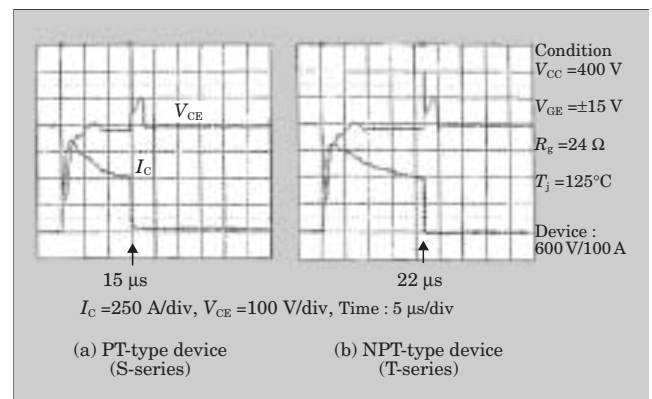 Condition
V_CC =400 V
V_GE =±15 V
R_g =24 Ω
T_j =125°C
Device :
600 V/100 A
V_CE
I_C
15 µs
22 µs
I_C =250 A/div, V_CE =100 V/div, Time : 5 µs/div
(a) PT-type device
(S-series)
(b) NPT-type device
(T-series)